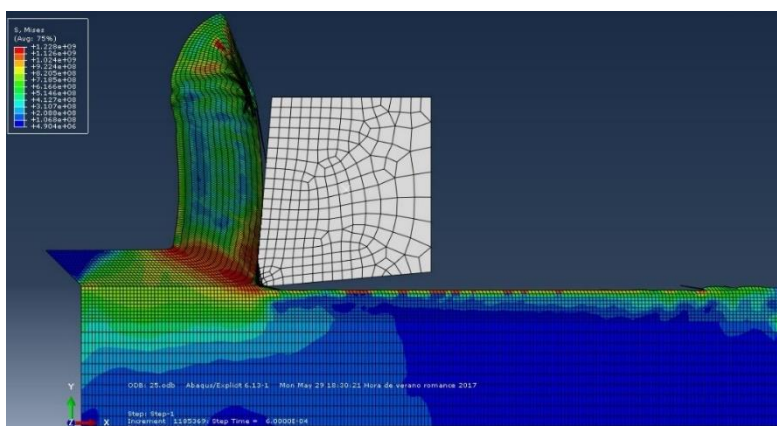 S, Mises
(Avg: 75%)
+1.228e+09
+1.126e+09
+1.024e+09
+9.224e+08
+8.205e+08
+7.185e+08
+6.166e+08
+5.146e+08
+4.127e+08
+3.107e+08
+2.088e+08
+1.068e+08
+4.904e+06
Y
X
ODB: 25.odb Abaqus/Explicit 6.13-1 Mon May 29 18:00:21 Hora de verano romance 2017
Step: Step-1
Increment 1185369: Step Time = 6.0000E-04